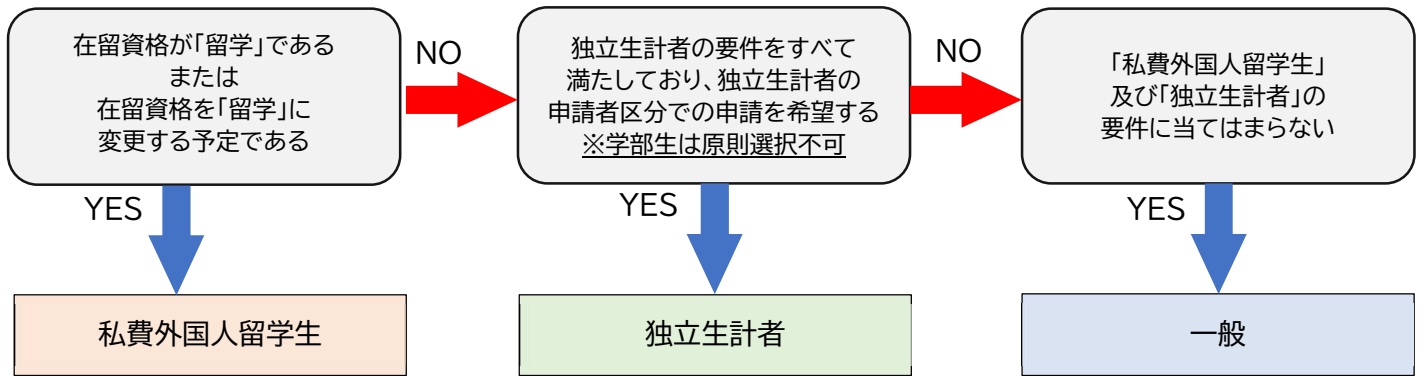 在留資格が「留学」である
または
在留資格を「留学」に
変更する予定である
NO
独立生計者の要件をすべて
満たしており、独立生計者の
申請者区分での申請を希望する
※学部生は原則選択不可
NO
「私費外国人留学生」
及び「独立生計者」の
要件に当てはまらない
YES
YES
YES
私費外国人留学生
独立生計者
一般